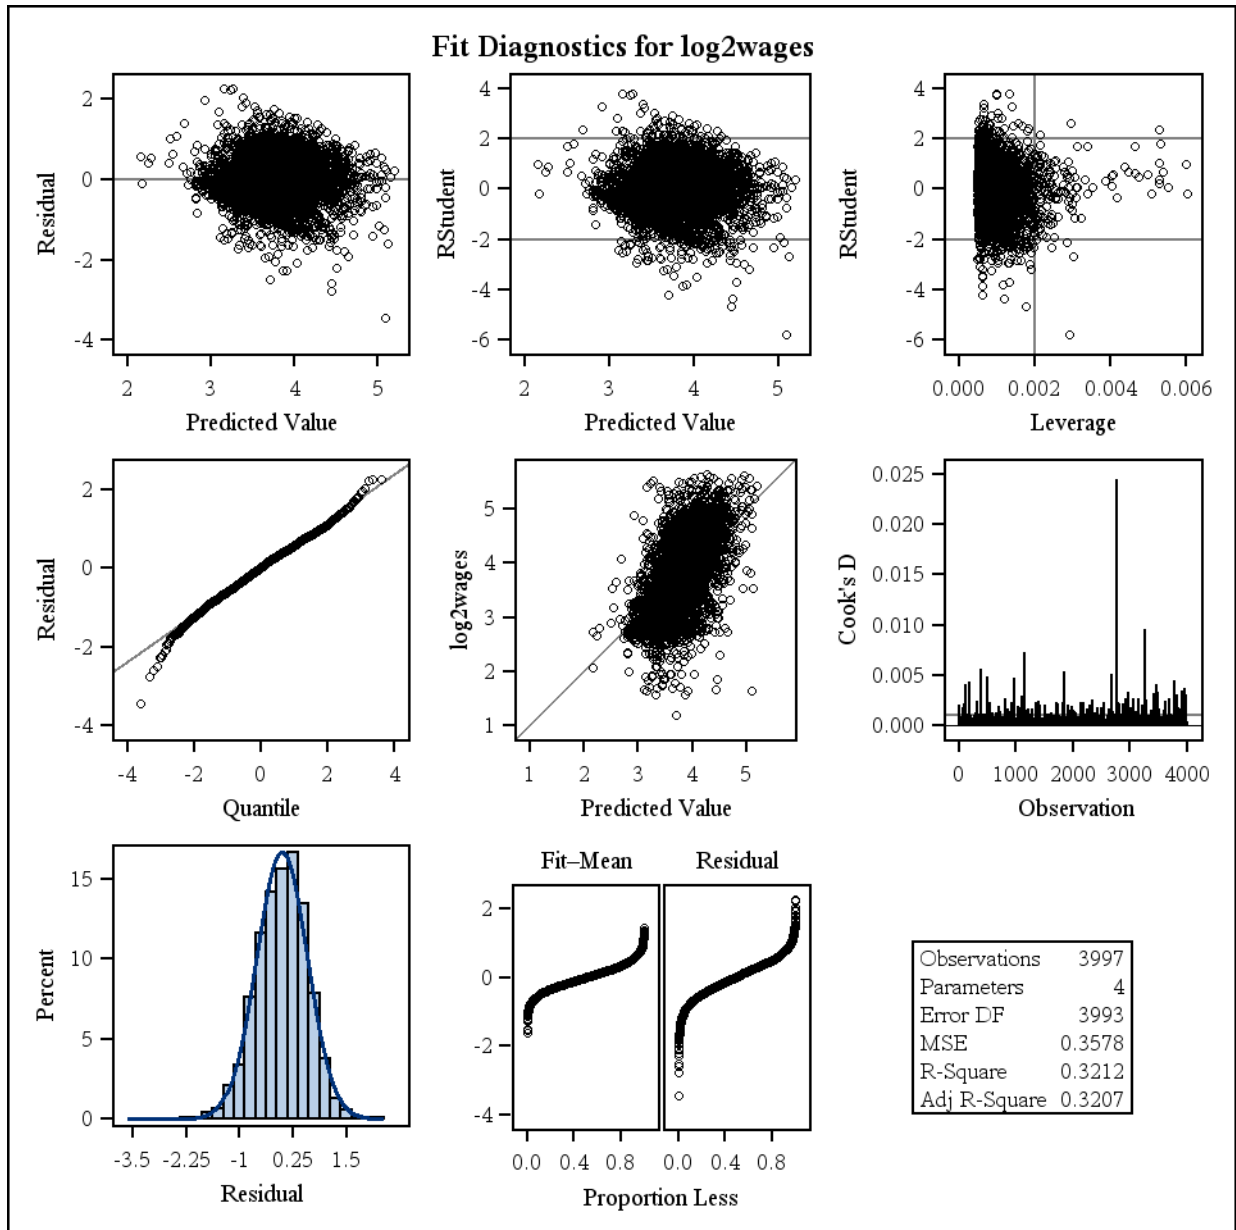 Fit Diagnostics for log2wages
2
0
-2
-4
Residual
2 3 4 5
Predicted Value
4
2
0
-2
-4
-6
RStudent
2 3 4 5
Predicted Value
4
2
0
-2
-4
-6
RStudent
0.000 0.002 0.004 0.006
Leverage
2
0
-2
-4
Residual
-4 -2 0 2 4
Quantile
5
4
3
2
1
log2wages
1 2 3 4 5
Predicted Value
0.025
0.020
0.015
0.010
0.005
0.000
Cook's D
0 1000 2000 3000 4000
Observation
15
10
5
0
Percent
-3.5 -2.25 -1 0.25 1.5
Residual
Fit–Mean Residual
2
0
-2
-4
0.0 0.4 0.8 0.0 0.4 0.8
Proportion Less
Observations 3997
Parameters 4
Error DF 3993
MSE 0.3578
R-Square 0.3212
Adj R-Square 0.3207